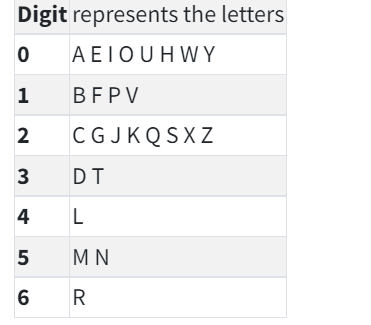 Digit represents the letters
0 A E I O U H W Y
1 B F P V
2 C G J K Q S X Z
3 D T
4 L
5 M N
6 R